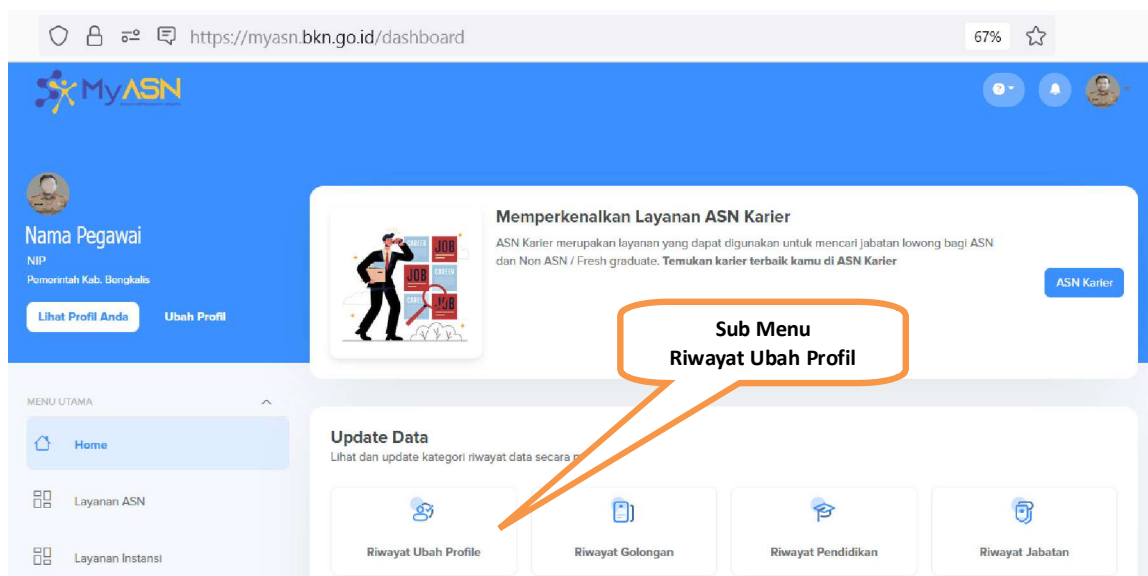 https://myasn.bkn.go.id/dashboard
67%
MyASN
Nama Pegawai
NIP
Pemerintah Kab. Bengkalis
Lihat Profil Anda
Ubah Profil
JOB
CAREER
JOB
JOB
Memperkenalkan Layanan ASN Karier
ASN Karier merupakan layanan yang dapat digunakan untuk mencari jabatan lowong bagi ASN
dan Non ASN / Fresh graduate. Temukan karier terbaik kamu di ASN Karier
ASN Karier
Sub Menu
Riwayat Ubah Profil
MENU UTAMA
Home
Layanan ASN
Layanan Instansi
Update Data
Lihat dan update kategori riwayat data secara
Riwayat Ubah Profile
Riwayat Golongan
Riwayat Pendidikan
Riwayat Jabatan